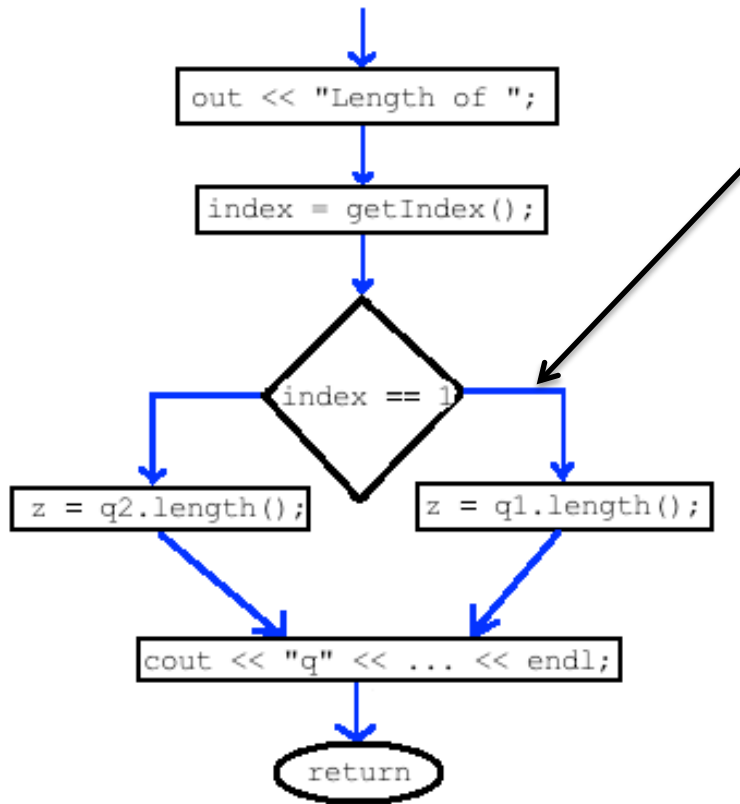 out << "Length of ";
index = getIndex();
index == 1
z = q2.length();
z = q1.length();
cout << "q" << ... << endl;
return